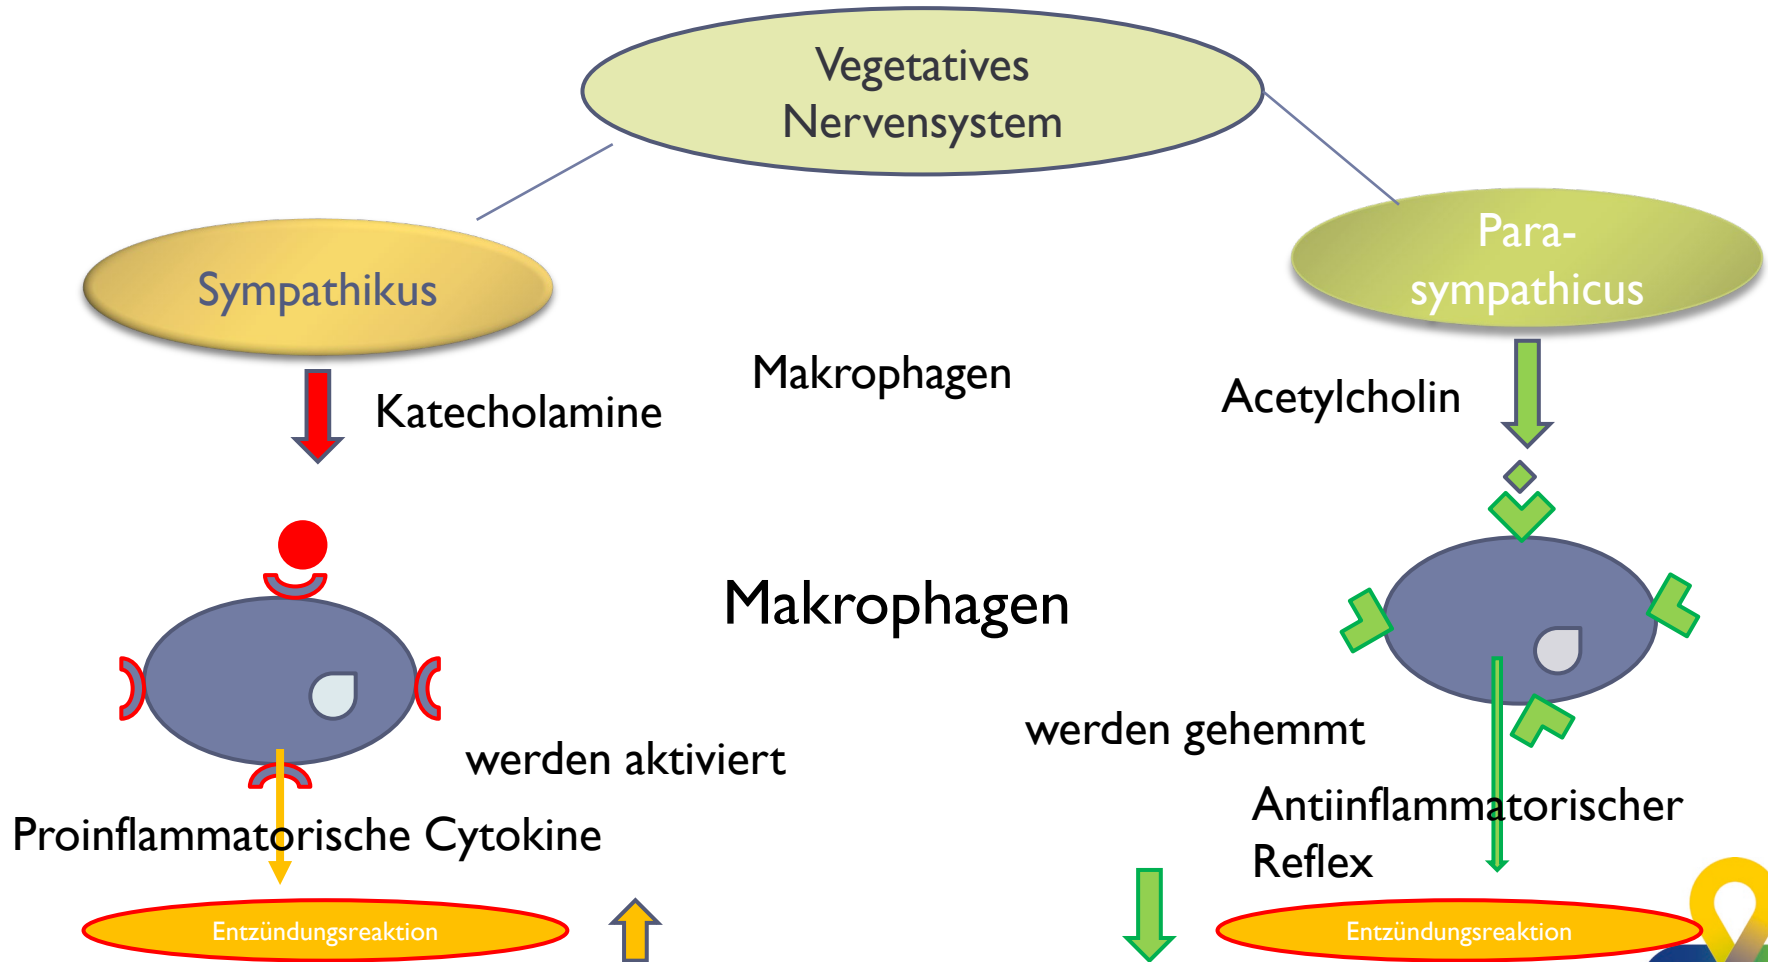 Vegetatives
Nervensystem
Sympathikus
Para-
sympathicus
Makrophagen
Katecholamine
Acetylcholin
Makrophagen
werden aktiviert
werden gehemmt
Proinflammatorische Cytokine
Antiinflammatorischer
Reflex
Entzündungsreaktion
Entzündungsreaktion